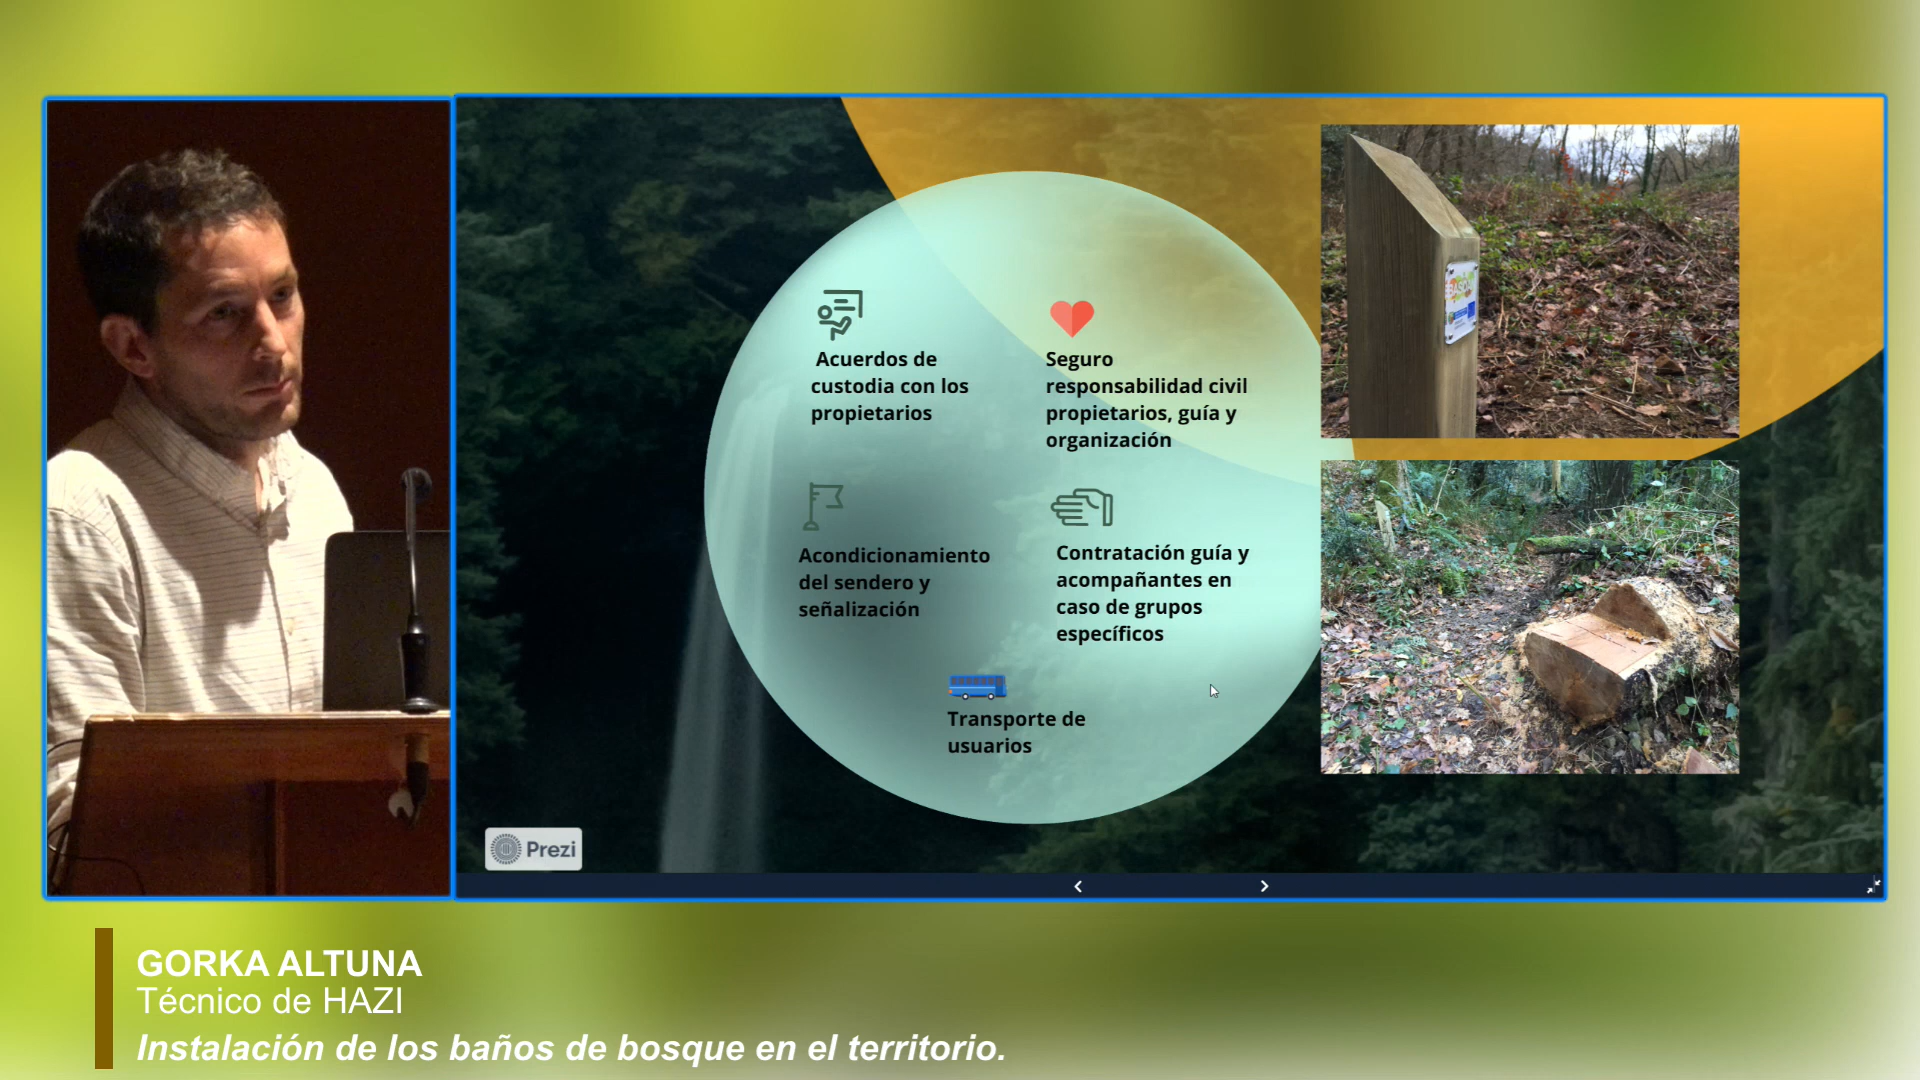 Acuerdos de
custodia con los
propietarios
Seguro
responsabilidad civil
propietarios, guía y
organización
Acondicionamiento
del sendero y
señalización
Contratación guía y
acompañantes en
caso de grupos
específicos
Transporte de
usuarios
Prezi
GORKA ALTUNA
Técnico de HAZI
Instalación de los baños de bosque en el territorio.